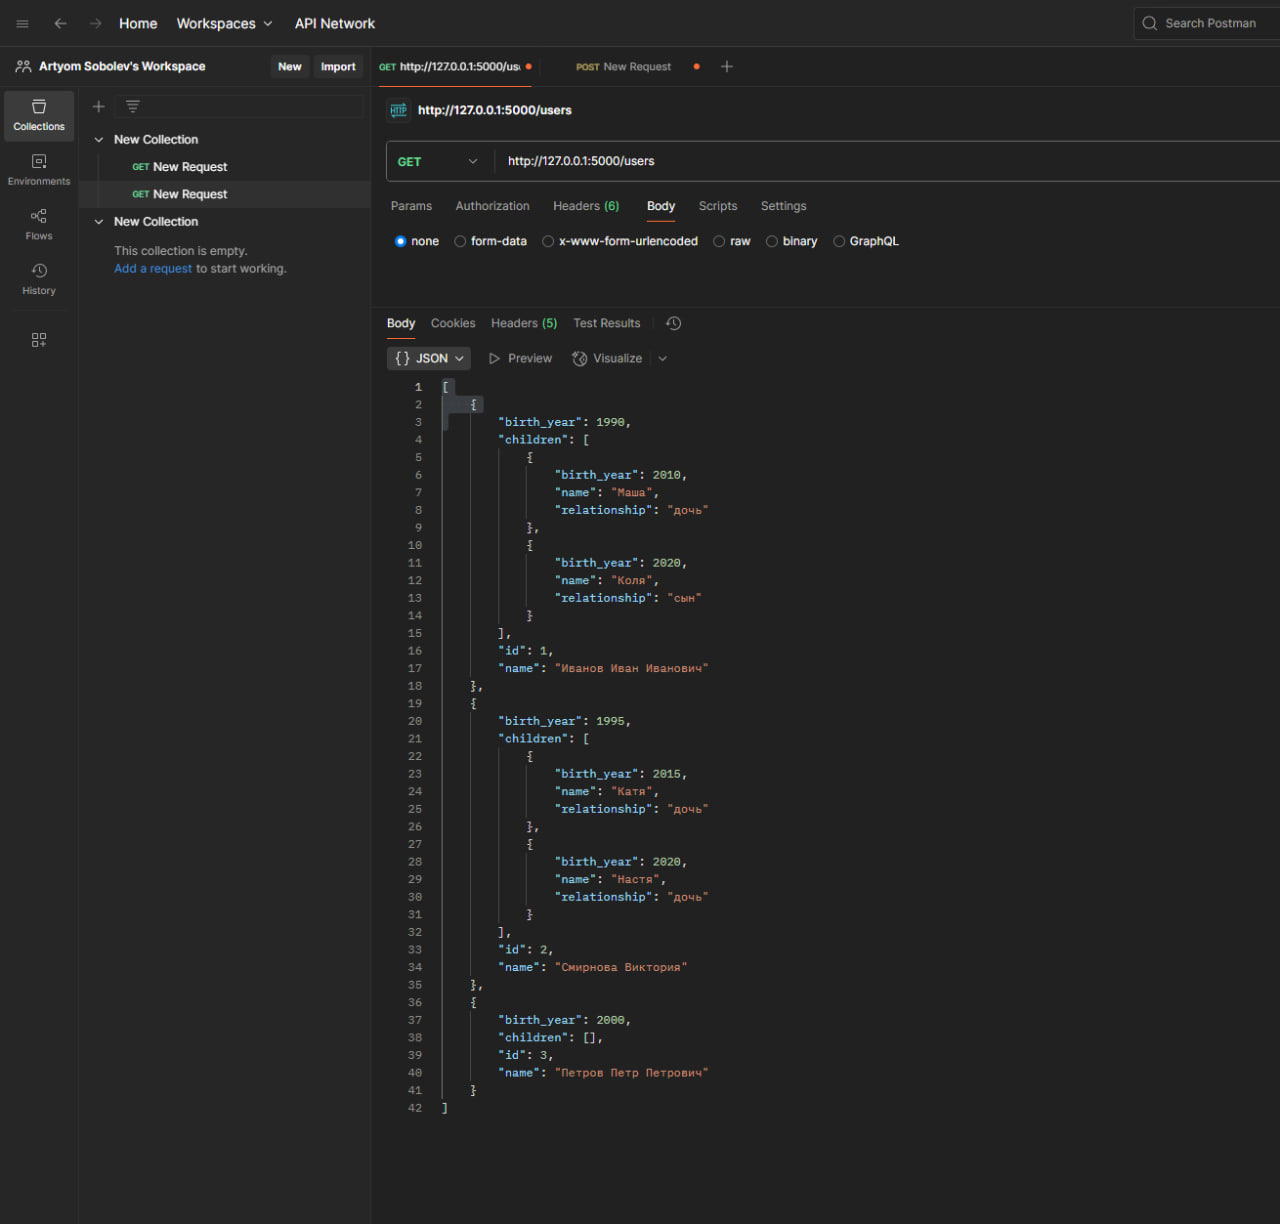 Home Workspaces API Network Search Postman
Artyom Sobolev's Workspace New Import
GET http://127.0.0.1:5000/us POST New Request
Collections
Environments
Flows
History
New Collection
GET New Request
GET New Request
New Collection
This collection is empty.
Add a request to start working.
HTTP http://127.0.0.1:5000/users
GET http://127.0.0.1:5000/users
Params Authorization Headers (6) Body Scripts Settings
none form-data x-www-form-urlencoded raw binary GraphQL
Body Cookies Headers (5) Test Results
{} JSON Preview Visualize
1 [
2 {
3 "birth_year": 1990,
4 "children": [
5 {
6 "birth_year": 2010,
7 "name": "Маша",
8 "relationship": "дочь"
9 },
10 {
11 "birth_year": 2020,
12 "name": "Коля",
13 "relationship": "сын"
14 }
15 ],
16 "id": 1,
17 "name": "Иванов Иван Иванович"
18 },
19 {
20 "birth_year": 1995,
21 "children": [
22 {
23 "birth_year": 2015,
24 "name": "Катя",
25 "relationship": "дочь"
26 },
27 {
28 "birth_year": 2020,
29 "name": "Настя",
30 "relationship": "дочь"
31 }
32 ],
33 "id": 2,
34 "name": "Смирнова Виктория"
35 },
36 {
37 "birth_year": 2000,
38 "children": [],
39 "id": 3,
40 "name": "Петров Петр Петрович"
41 }
42 ]